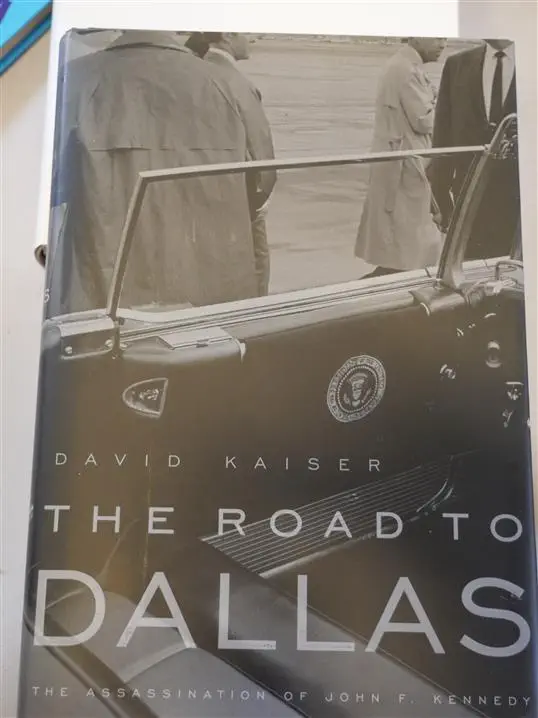 DAVID KAISER
THE ROAD TO
DALLAS
THE ASSASSINATION OF JOHN F. KENNEDY